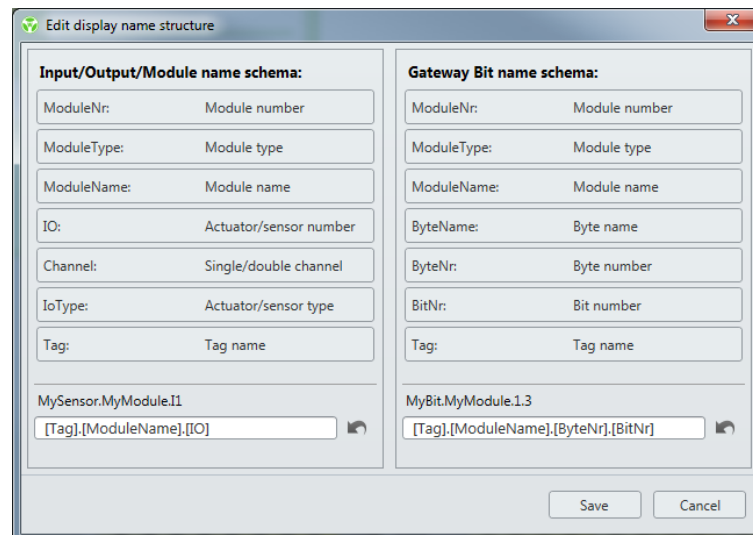 Edit display name structure
Input/Output/Module name schema:
ModuleNr: Module number
ModuleType: Module type
ModuleName: Module name
IO: Actuator/sensor number
Channel: Single/double channel
IoType: Actuator/sensor type
Tag: Tag name
MySensor.MyModule.I1
[Tag].[ModuleName].[IO]
Gateway Bit name schema:
ModuleNr: Module number
ModuleType: Module type
ModuleName: Module name
ByteName: Byte name
ByteNr: Byte number
BitNr: Bit number
Tag: Tag name
MyBit.MyModule.1.3
[Tag].[ModuleName].[ByteNr].[BitNr]
Save Cancel